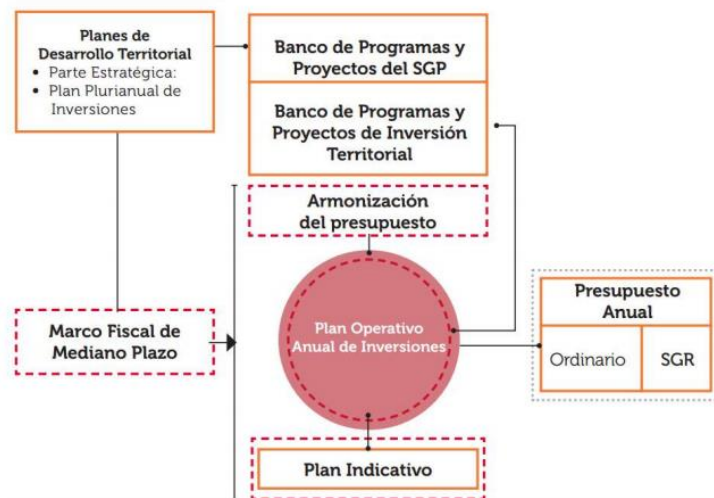 Planes de
Desarrollo Territorial
• Parte Estratégica:
• Plan Plurianual de
Inversiones
Banco de Programas y
Proyectos del SGP
Banco de Programas y
Proyectos de Inversión
Territorial
Armonización
del presupuesto
Marco Fiscal de
Mediano Plazo
Plan Operativo
Anual de Inversiones
Presupuesto
Anual
Ordinario
SGR
Plan Indicativo